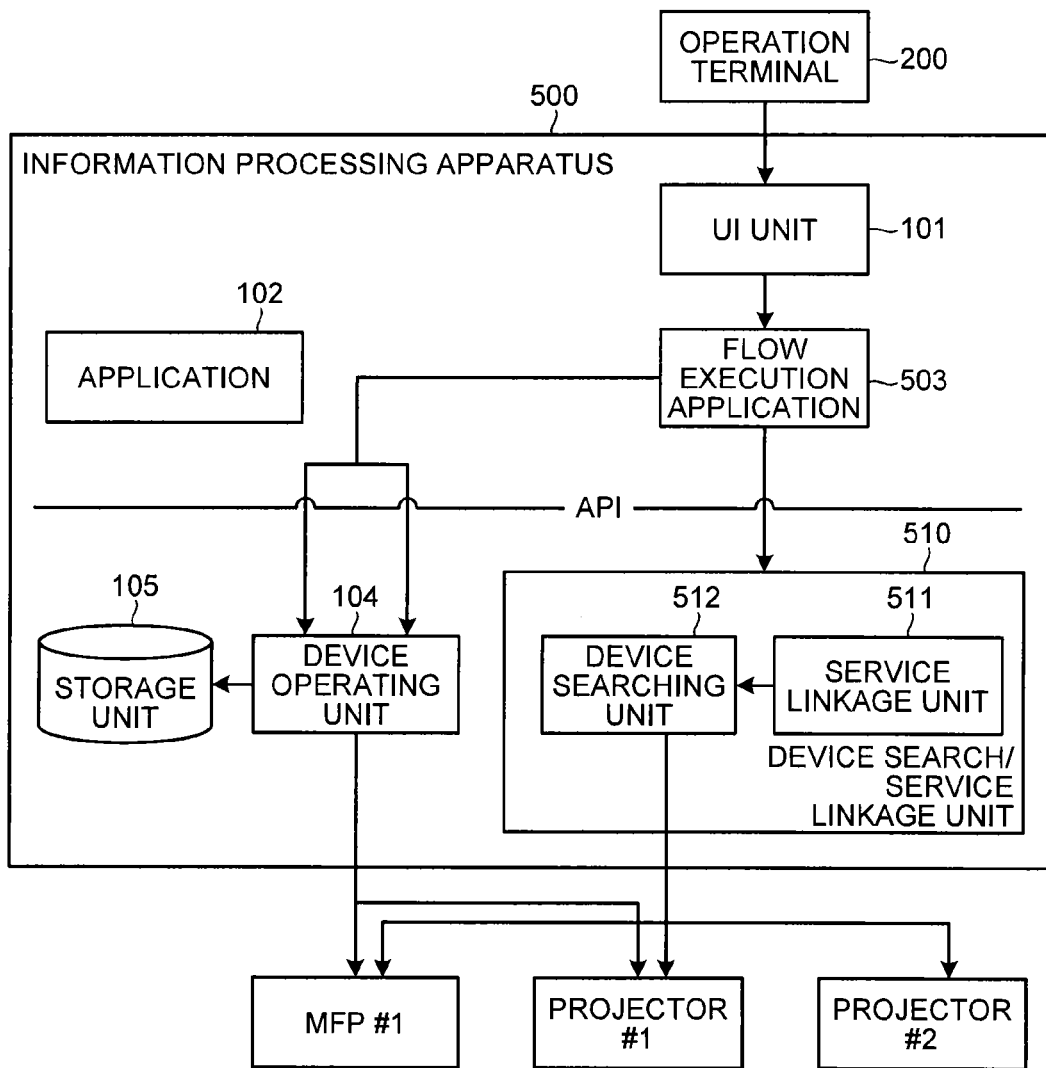 OPERATION
TERMINAL
200
500
INFORMATION PROCESSING APPARATUS
UI UNIT
101
102
APPLICATION
FLOW
EXECUTION
APPLICATION
503
API
510
105
104
512
511
STORAGE
UNIT
DEVICE
OPERATING
UNIT
DEVICE
SEARCHING
UNIT
SERVICE
LINKAGE UNIT
DEVICE SEARCH/
SERVICE
LINKAGE UNIT
MFP #1
PROJECTOR
#1
PROJECTOR
#2